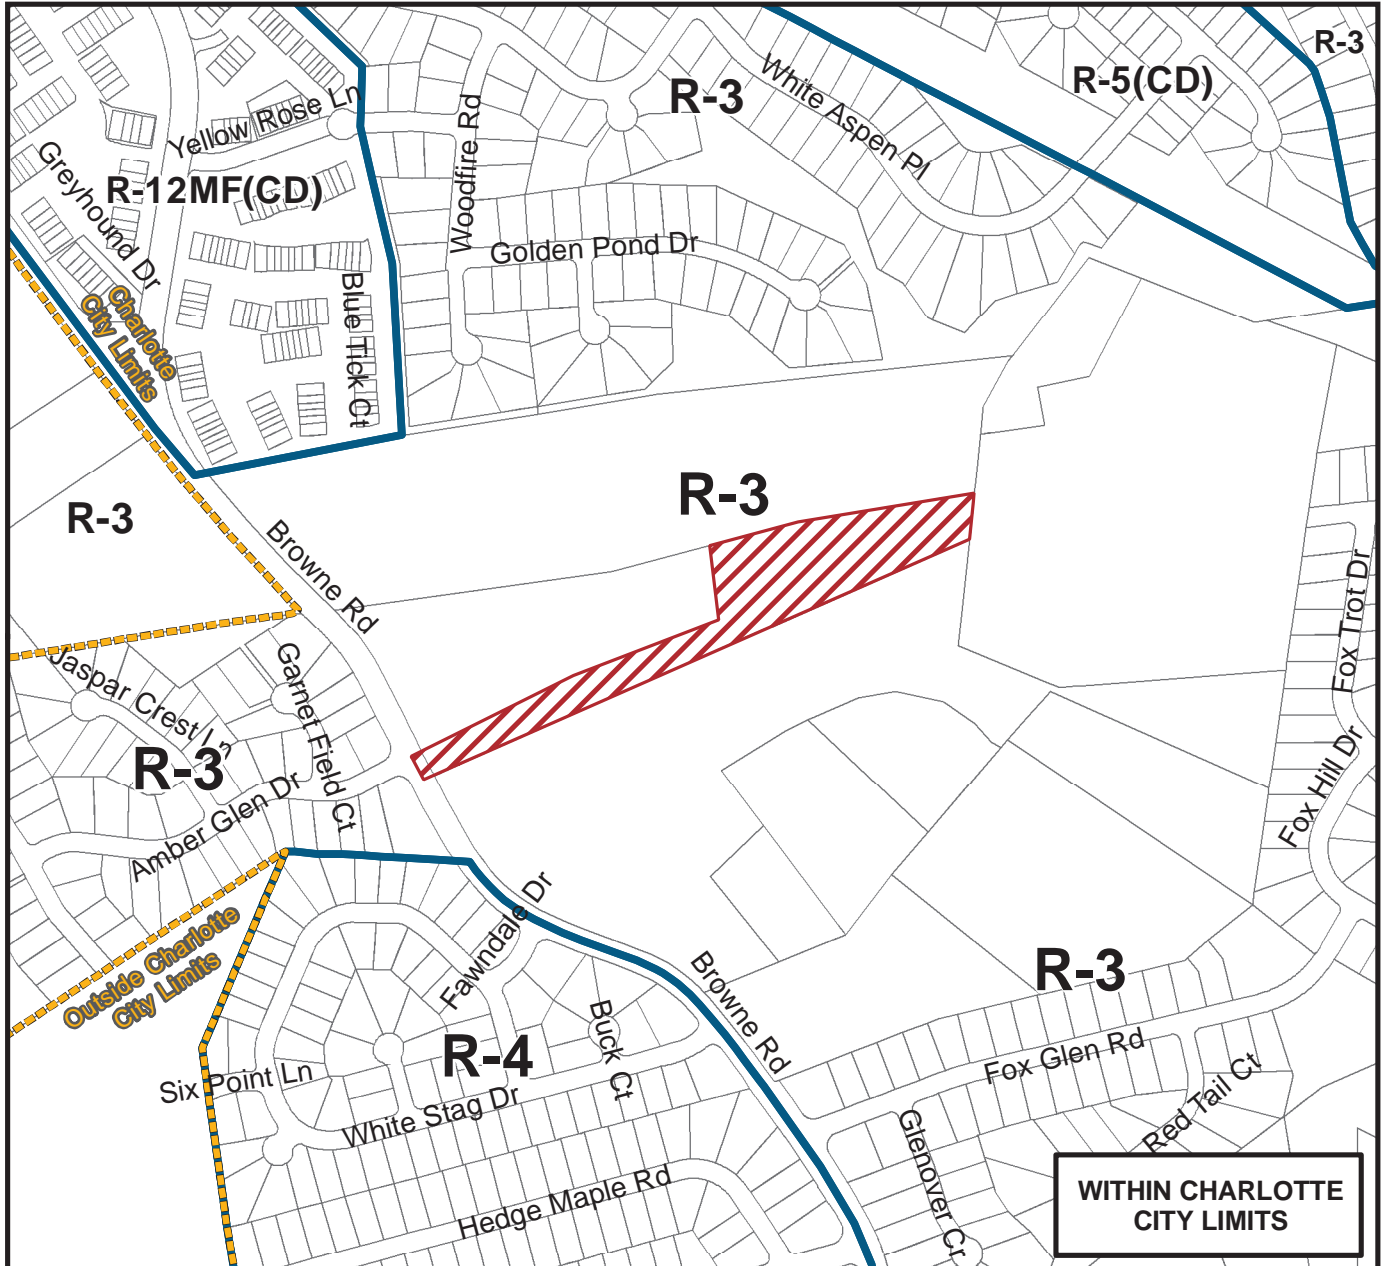 R-3
R-3
R-5(CD)
White Aspen Pl
Yellow Rose Ln
Woodfire Rd
Greyhound Dr
R-12MF(CD)
Golden Pond Dr
Blue Tick Ct
Charlotte
City Limits
R-3
R-3
Browne Rd
Fox Trot Dr
Jaspar Crest Ln
Garnet Field Ct
R-3
Amber Glen Dr
Fox Hill Dr
Outside Charlotte
City Limits
Fawndale Dr
Browne Rd
R-3
Buck Ct
R-4
Six Point Ln
White Stag Dr
Fox Glen Rd
Red Tail Ct
Glenover Cr
Hedge Maple Rd
WITHIN CHARLOTTE
CITY LIMITS